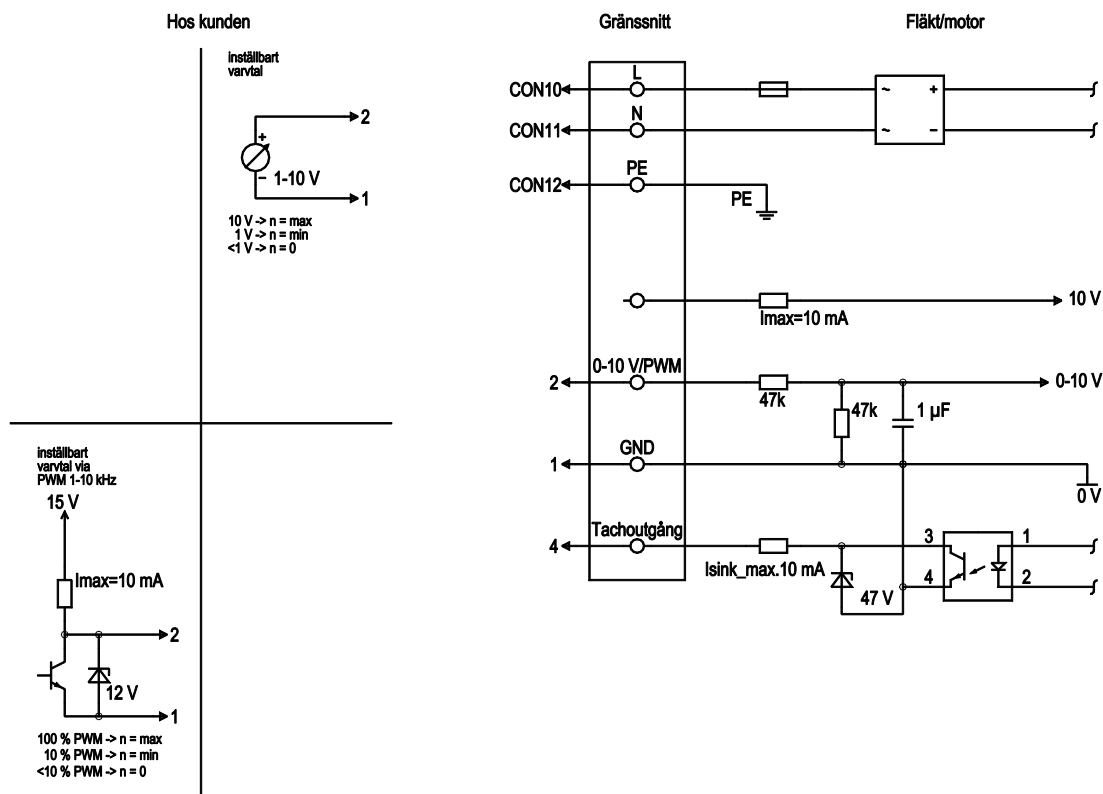 Hos kunden
Gränssnitt
Fläkt/motor
inställbart
varvtal
2
+
–
1-10 V
1
10 V -> n = max
1 V -> n = min
<1 V -> n = 0
inställbart
varvtal via
PWM 1-10 kHz
15 V
Imax=10 mA
2
12 V
1
100 % PWM -> n = max
10 % PWM -> n = min
<10 % PWM -> n = 0
L
CON10
~
+
N
CON11
~
–
PE
CON12
PE
10 V
Imax=10 mA
0-10 V/PWM
2
0-10 V
47k
47k
1 µF
GND
1
0 V
Tachoutgång
4
3
1
Isink_max.10 mA
4
2
47 V